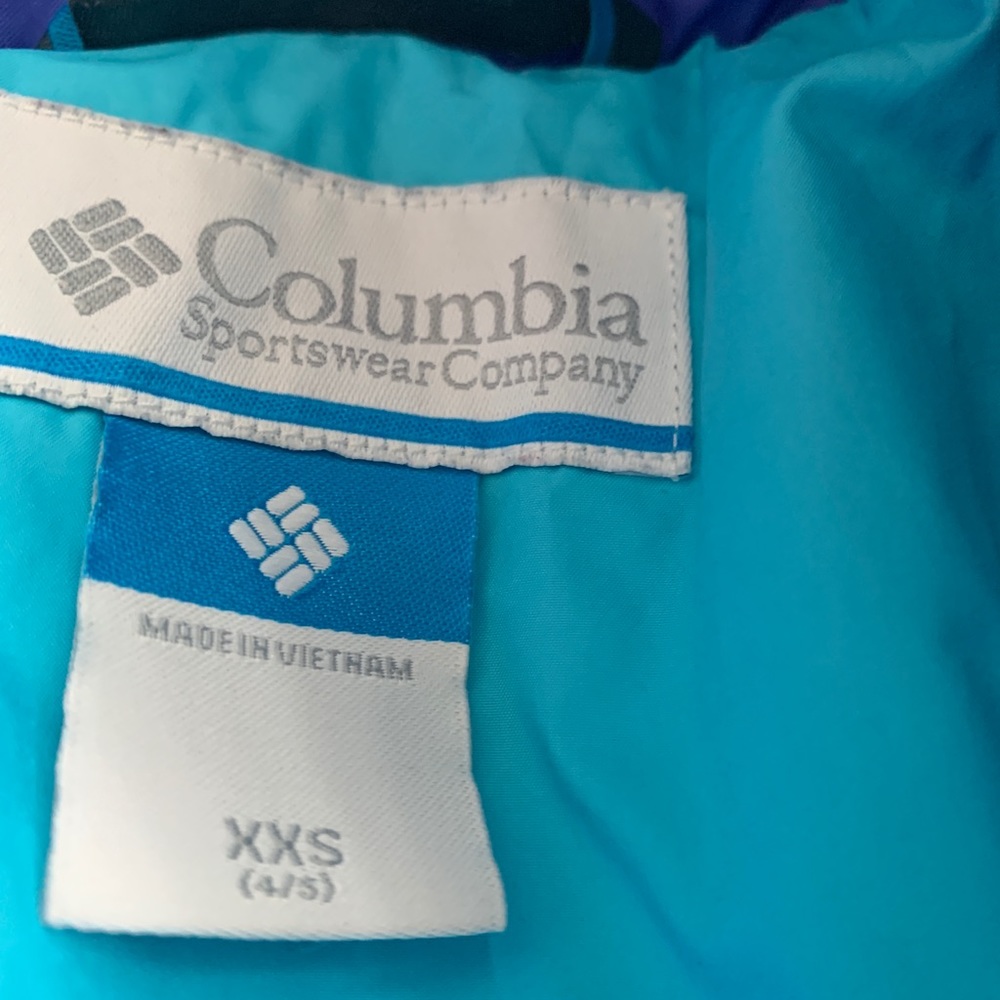 Columbia
Sportswear Company
MADE IN VIETNAM
XXS
(4/5)